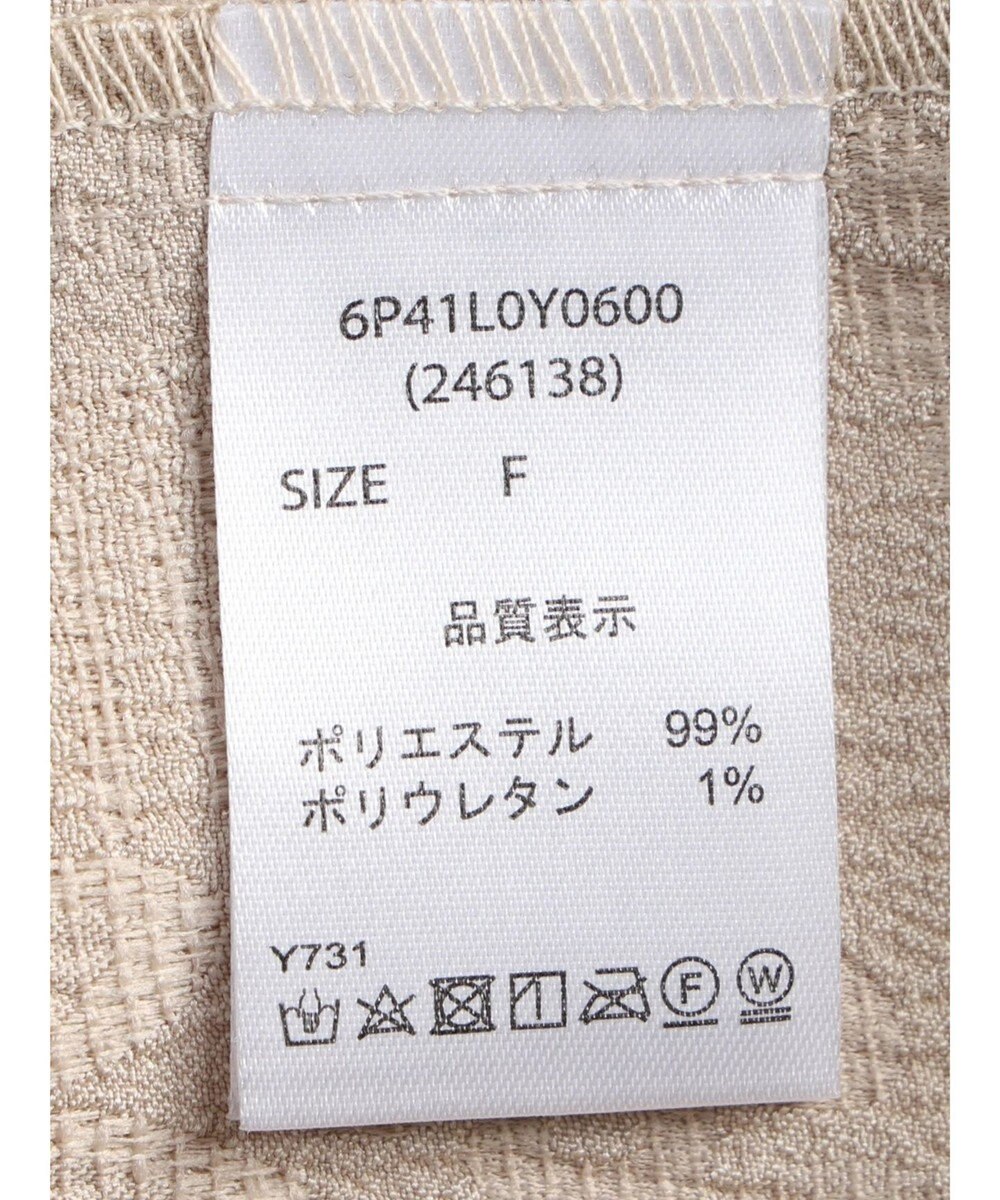 6P41L0Y0600
(246138)
SIZE F
品質表示
ポリエステル 99%
ポリウレタン 1%
Y731
F W